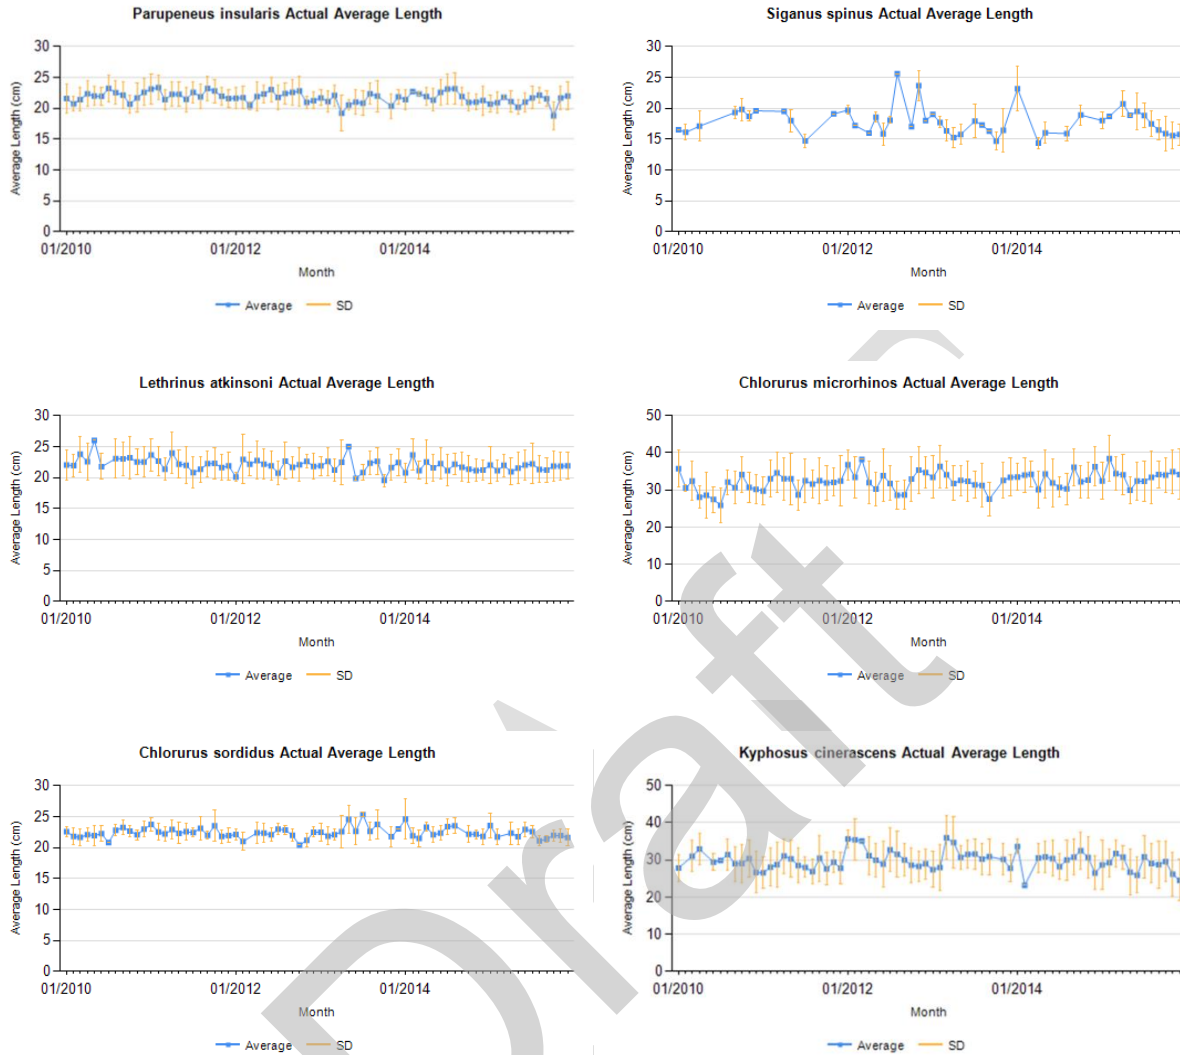 Parupeneus insularis Actual Average Length
Average Length (cm)
30
25
20
15
10
5
0
01/2010 01/2012 01/2014
Month
Average SD
Siganus spinus Actual Average Length
Average Length (cm)
30
25
20
15
10
5
0
01/2010 01/2012 01/2014
Month
Average SD
Lethrinus atkinsoni Actual Average Length
Average Length (cm)
30
25
20
15
10
5
0
01/2010 01/2012 01/2014
Month
Average SD
Chlorurus microrhinos Actual Average Length
Average Length (cm)
50
40
30
20
10
0
01/2010 01/2012 01/2014
Month
Average SD
Chlorurus sordidus Actual Average Length
Average Length (cm)
30
25
20
15
10
5
0
01/2010 01/2012 01/2014
Month
Average SD
Kyphosus cinerascens Actual Average Length
Average Length (cm)
50
40
30
20
10
0
01/2010 01/2012 01/2014
Month
Average SD
Draft